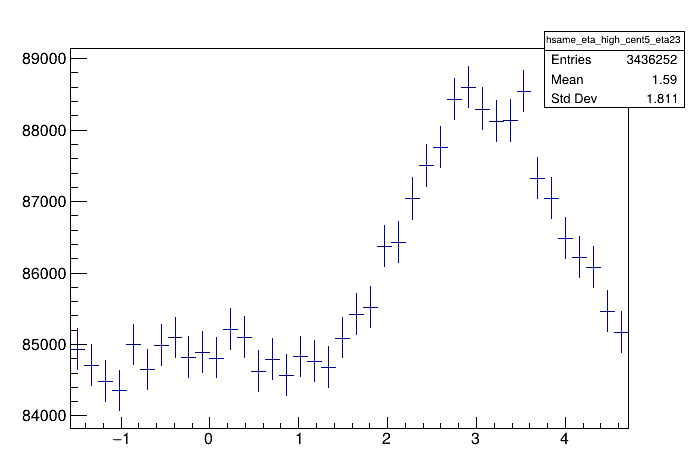 hsame_eta_high_cent5_eta23
Entries 3436252
Mean 1.59
Std Dev 1.811
89000
88000
87000
86000
85000
84000
−1 0 1 2 3 4